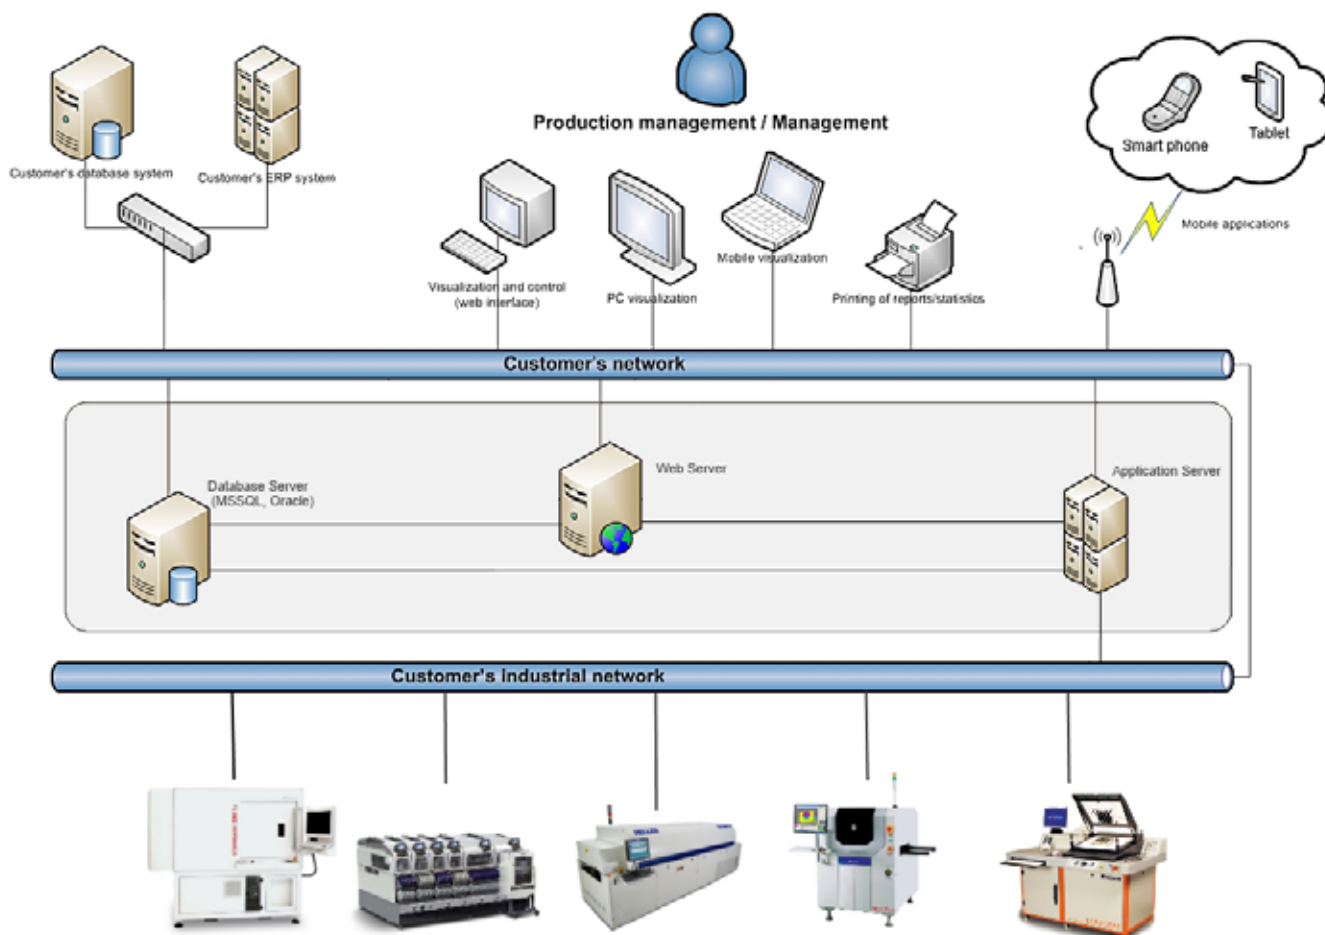 Production management / Management
Smart phone
Tablet
Customer's database system
Customer's ERP system
Mobile applications
Visualization and control
(web interface)
PC visualization
Mobile visualization
Printing of reports/statistics
Customer's network
Database Server
(MSSQL, Oracle)
Web Server
Application Server
Customer's industrial network
HELLER